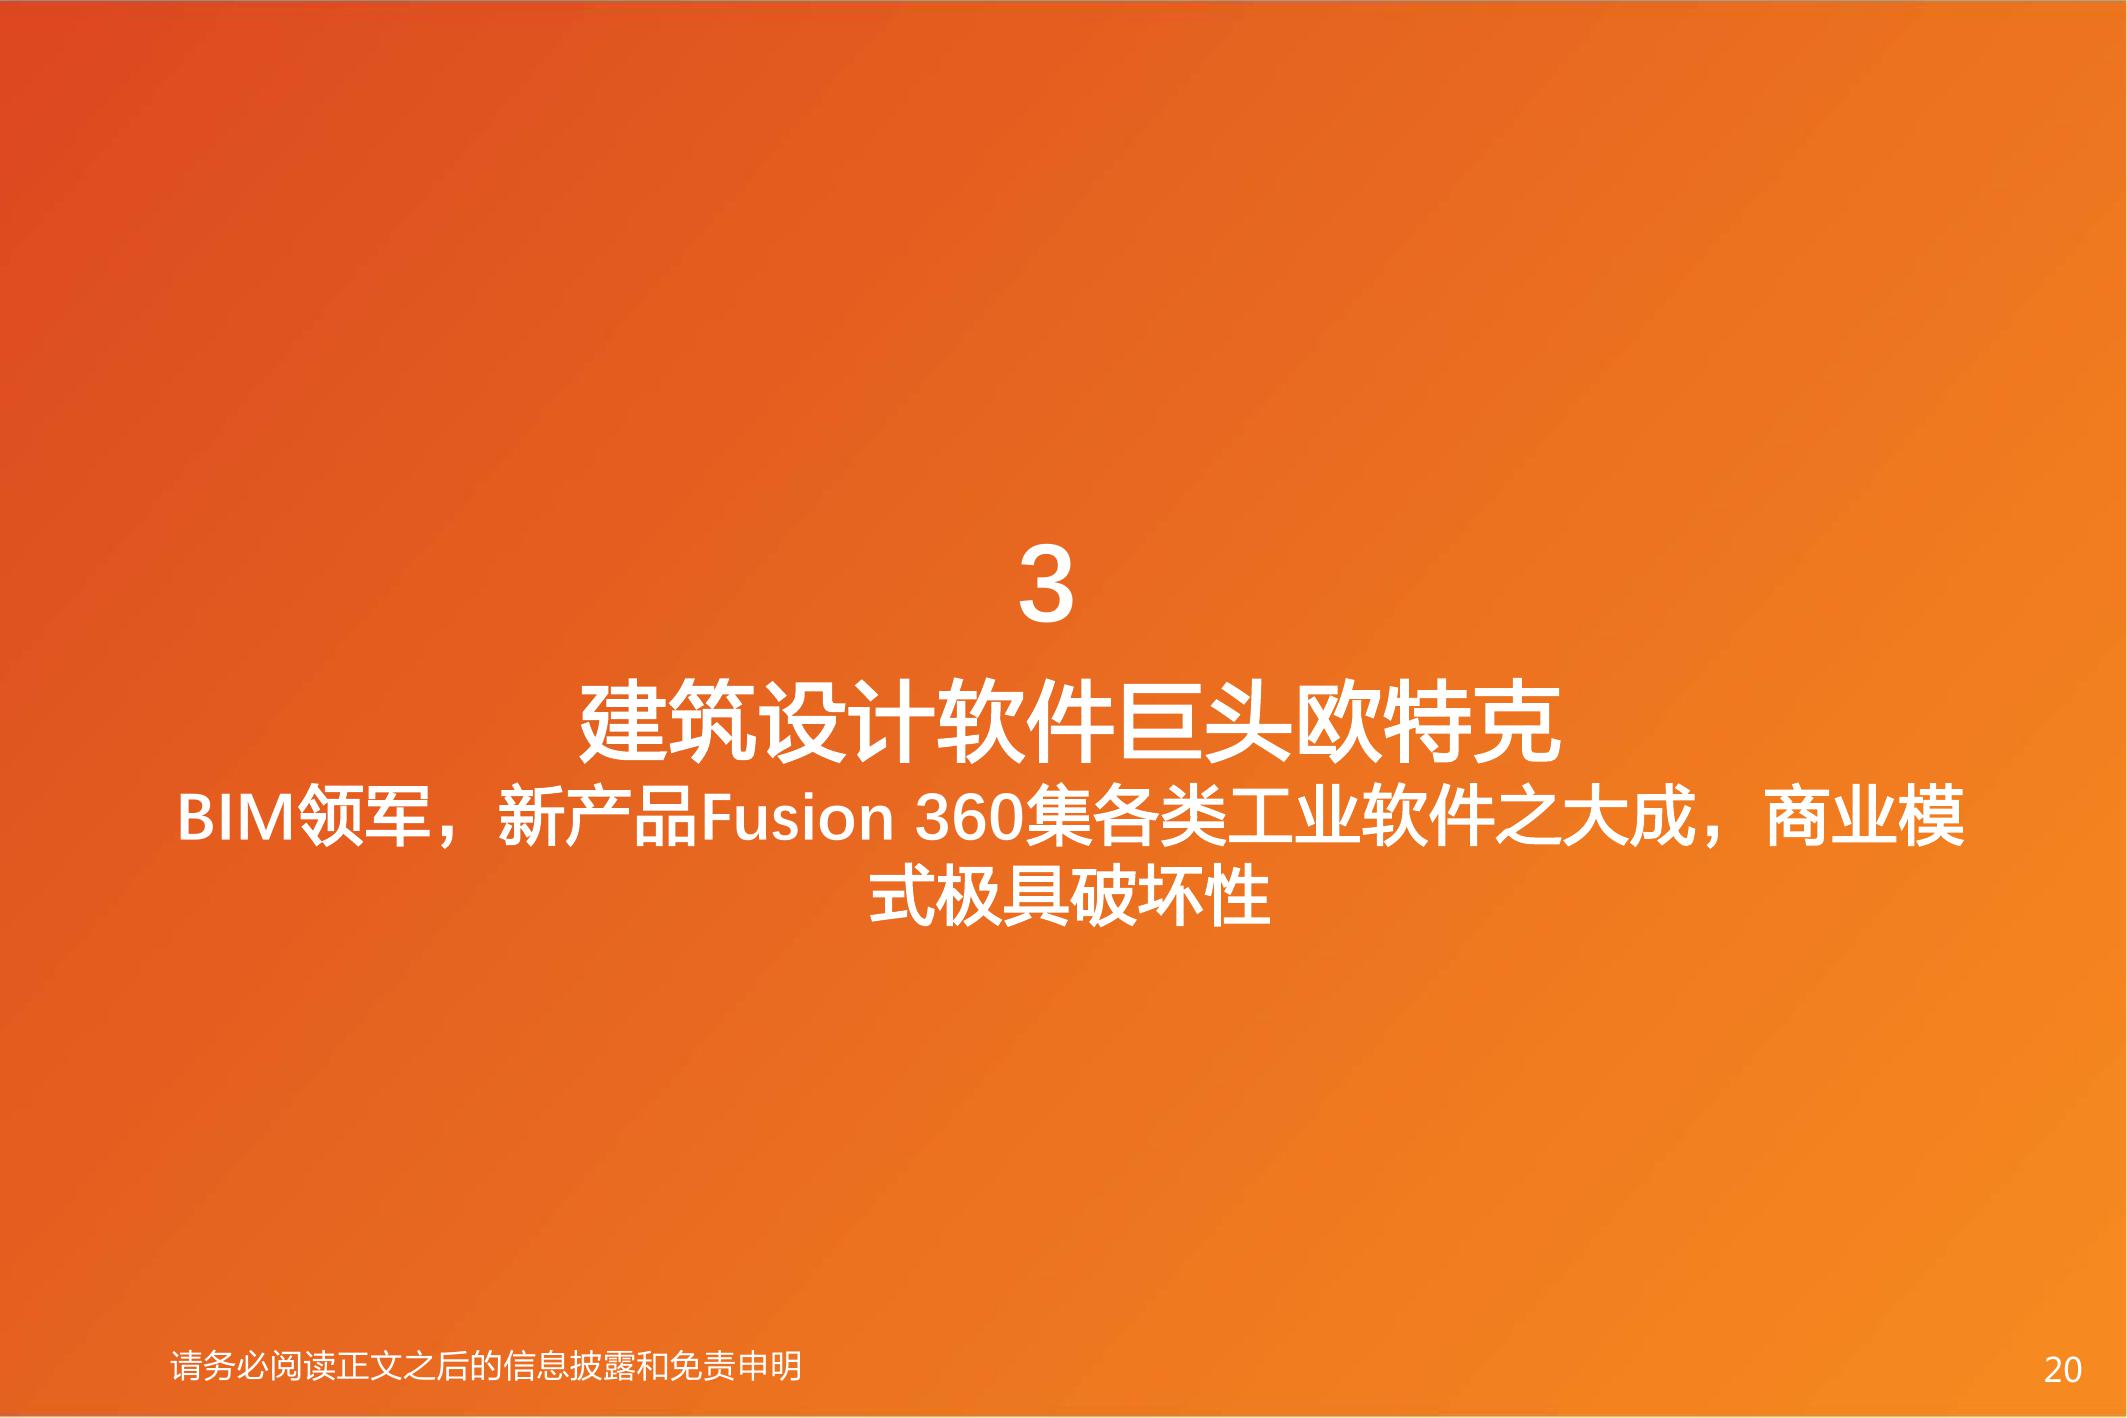 3
建筑设计软件巨头欧特克
BIM领军，新产品Fusion 360集各类工业软件之大成，商业模
式极具破坏性
请务必阅读正文之后的信息披露和免责申明
20